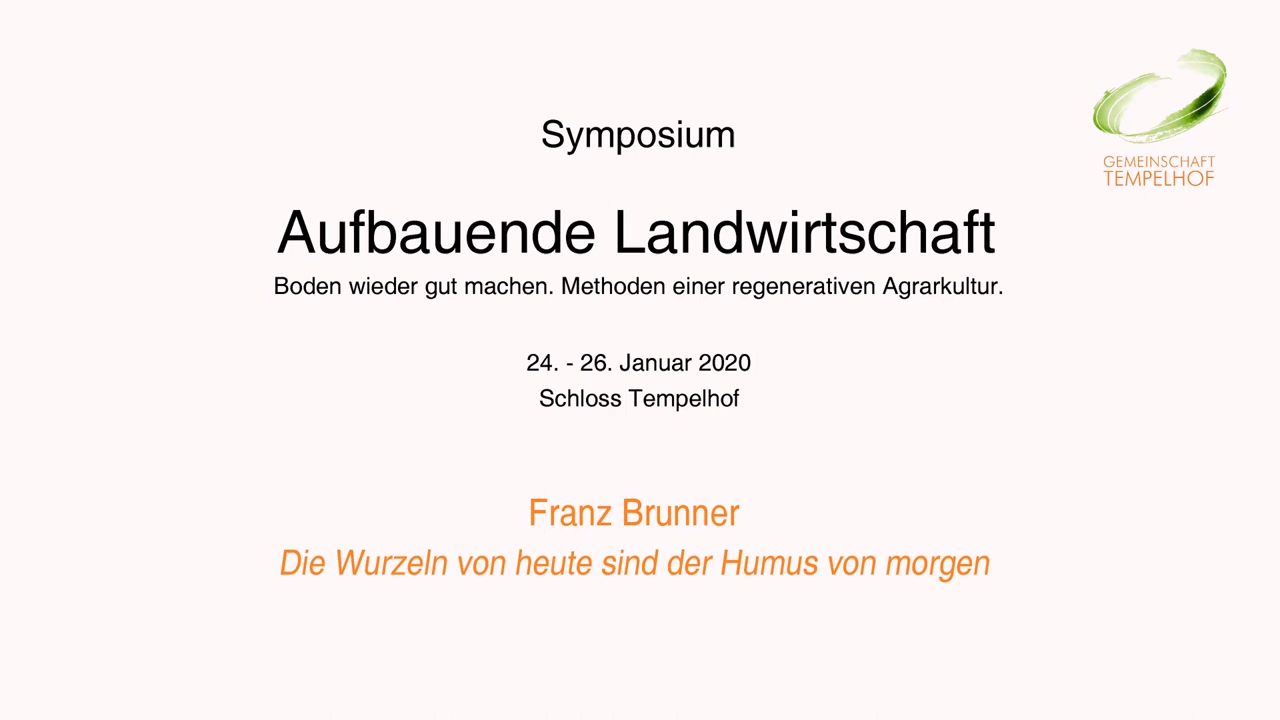 Symposium
GEMEINSCHAFT
TEMPELHOF
Aufbauende Landwirtschaft
Boden wieder gut machen. Methoden einer regenerativen Agrarkultur.
24. - 26. Januar 2020
Schloss Tempelhof
Franz Brunner
Die Wurzeln von heute sind der Humus von morgen